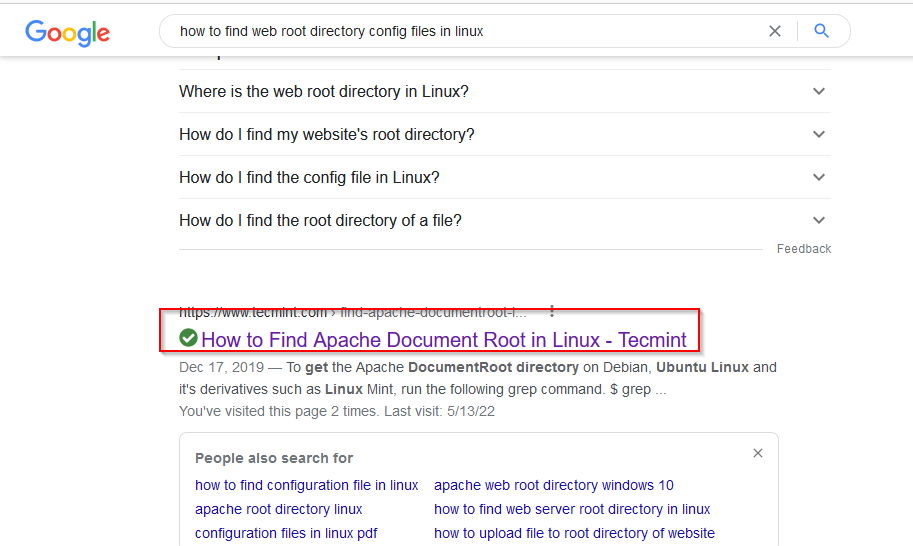 Google
how to find web root directory config files in linux
Where is the web root directory in Linux?
How do I find my website's root directory?
How do I find the config file in Linux?
How do I find the root directory of a file?
Feedback
https://www.tecmint.com › find-apache-documentroot-i...
How to Find Apache Document Root in Linux - Tecmint
Dec 17, 2019 — To get the Apache DocumentRoot directory on Debian, Ubuntu Linux and
it's derivatives such as Linux Mint, run the following grep command. $ grep ...
You've visited this page 2 times. Last visit: 5/13/22
People also search for
how to find configuration file in linux apache web root directory windows 10
apache root directory linux how to find web server root directory in linux
configuration files in linux pdf how to upload file to root directory of website